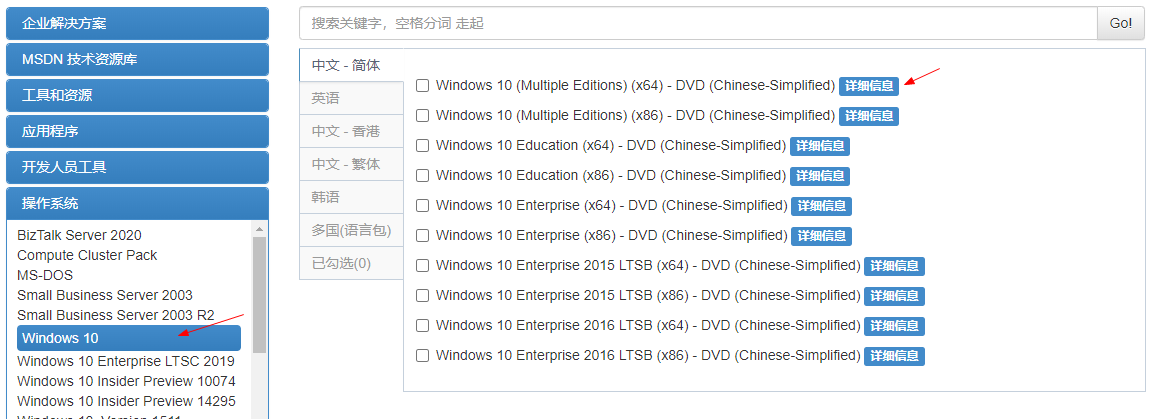 企业解决方案
MSDN 技术资源库
工具和资源
应用程序
开发人员工具
操作系统
BizTalk Server 2020
Compute Cluster Pack
MS-DOS
Small Business Server 2003
Small Business Server 2003 R2
Windows 10
Windows 10 Enterprise LTSC 2019
Windows 10 Insider Preview 10074
Windows 10 Insider Preview 14295
Windows 10, Version 1511
搜索关键字，空格分词 走起
Go!
中文 - 简体
英语
中文 - 香港
中文 - 繁体
韩语
多国(语言包)
已勾选(0)
Windows 10 (Multiple Editions) (x64) - DVD (Chinese-Simplified) 详细信息
Windows 10 (Multiple Editions) (x86) - DVD (Chinese-Simplified) 详细信息
Windows 10 Education (x64) - DVD (Chinese-Simplified) 详细信息
Windows 10 Education (x86) - DVD (Chinese-Simplified) 详细信息
Windows 10 Enterprise (x64) - DVD (Chinese-Simplified) 详细信息
Windows 10 Enterprise (x86) - DVD (Chinese-Simplified) 详细信息
Windows 10 Enterprise 2015 LTSB (x64) - DVD (Chinese-Simplified) 详细信息
Windows 10 Enterprise 2015 LTSB (x86) - DVD (Chinese-Simplified) 详细信息
Windows 10 Enterprise 2016 LTSB (x64) - DVD (Chinese-Simplified) 详细信息
Windows 10 Enterprise 2016 LTSB (x86) - DVD (Chinese-Simplified) 详细信息